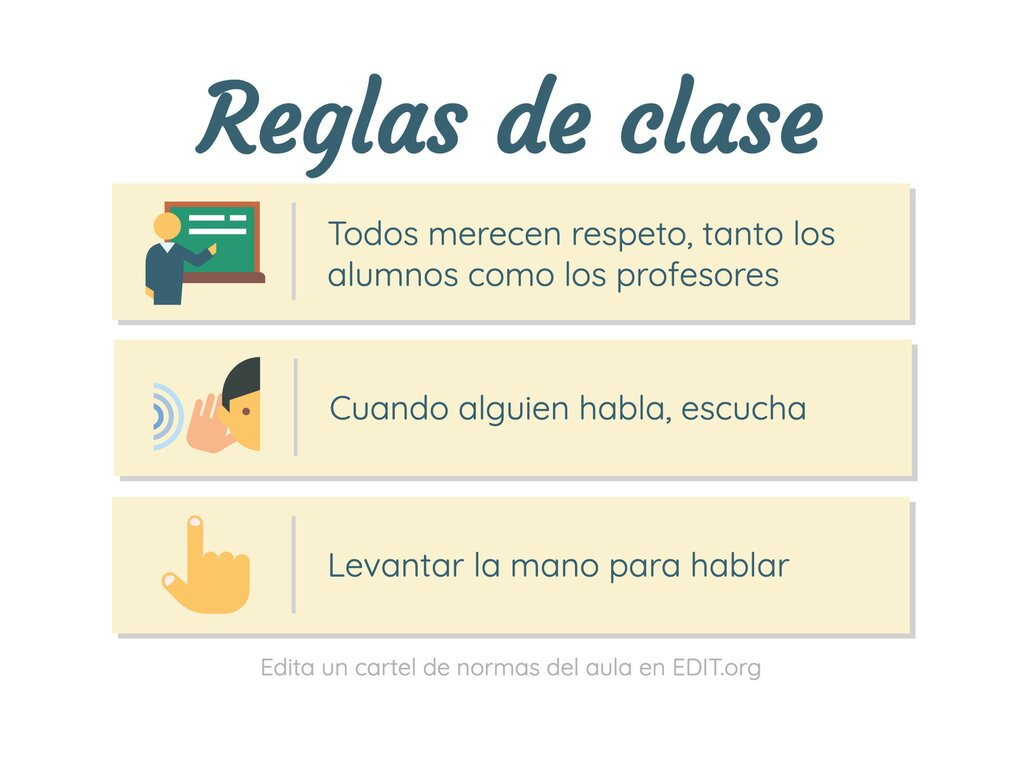 Reglas de clase
Todos merecen respeto, tanto los
alumnos como los profesores
Cuando alguien habla, escucha
Levantar la mano para hablar
Edita un cartel de normas del aula en EDIT.org